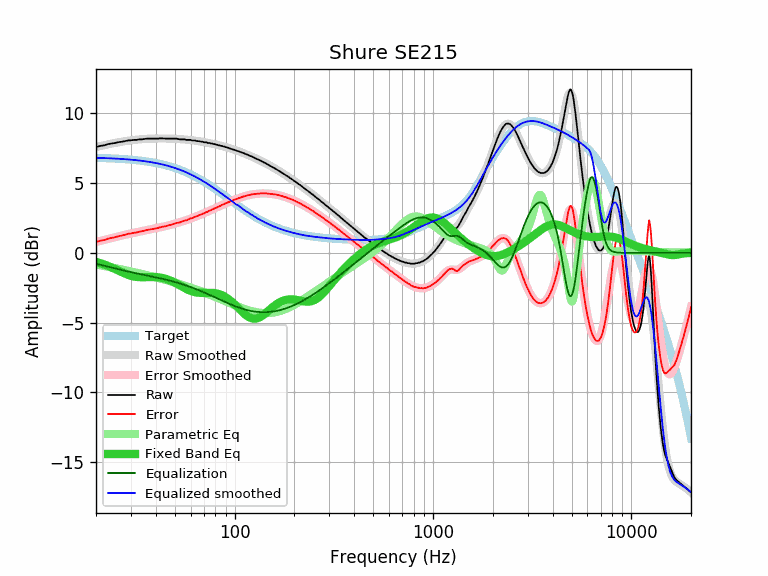 Shure SE215
Amplitude (dBr)
10
5
0
−5
−10
−15
Target
Raw Smoothed
Error Smoothed
Raw
Error
Parametric Eq
Fixed Band Eq
Equalization
Equalized smoothed
100
1000
10000
Frequency (Hz)